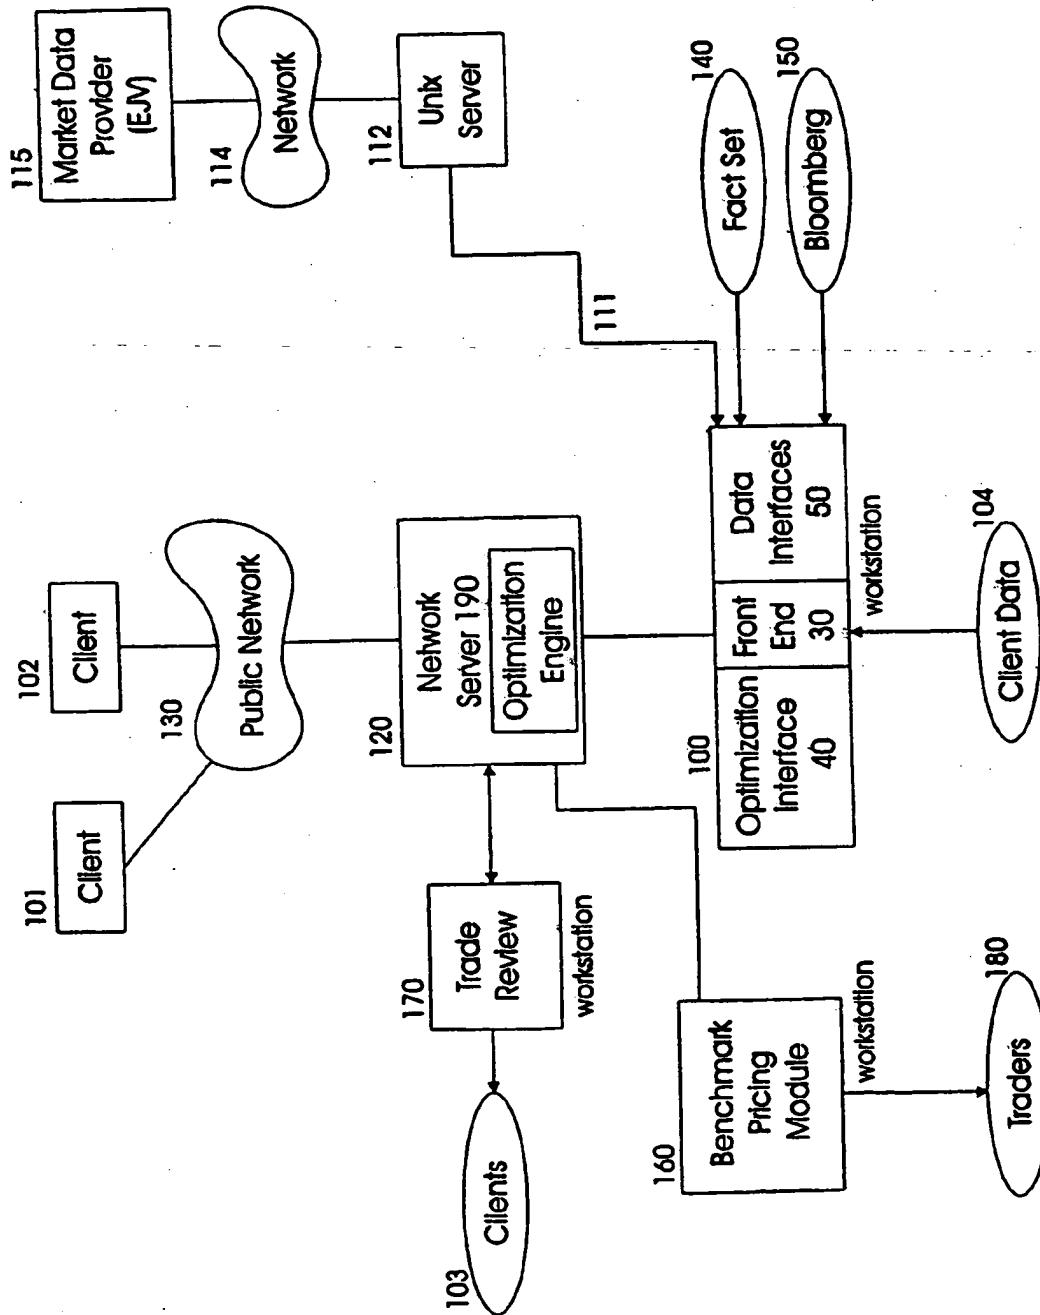 101
Client
102
Client
115
Market Data
Provider
(EJV)
130
Public Network
114
Network
103
Clients
170
Trade
Review
workstation
120
Network
Server 190
Optimization
Engine
112
Unix
Server
111
160
Benchmark
Pricing
Module
workstation
100
Optimization
Interface
40
Front
End
30
Data
Interfaces
50
workstation
140
Fact Set
150
Bloomberg
180
Traders
104
Client Data